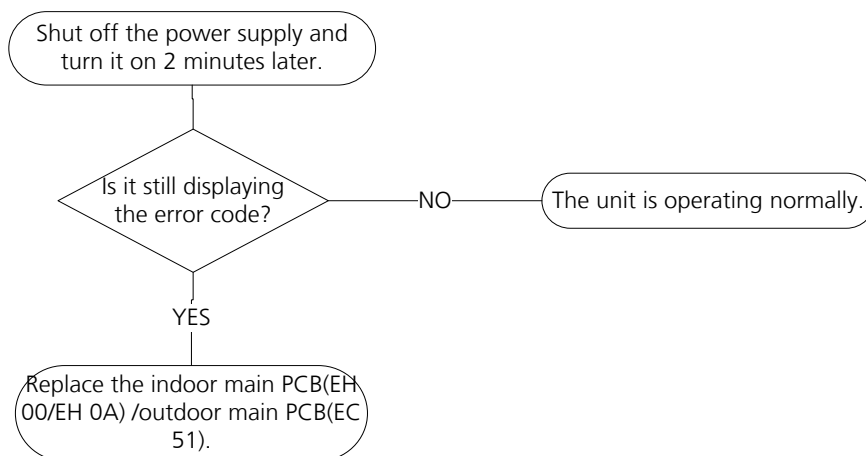 Shut off the power supply and
turn it on 2 minutes later.
Is it still displaying
the error code?
NO
The unit is operating normally.
YES
Replace the indoor main PCB(EH
00/EH 0A) /outdoor main PCB(EC
51).